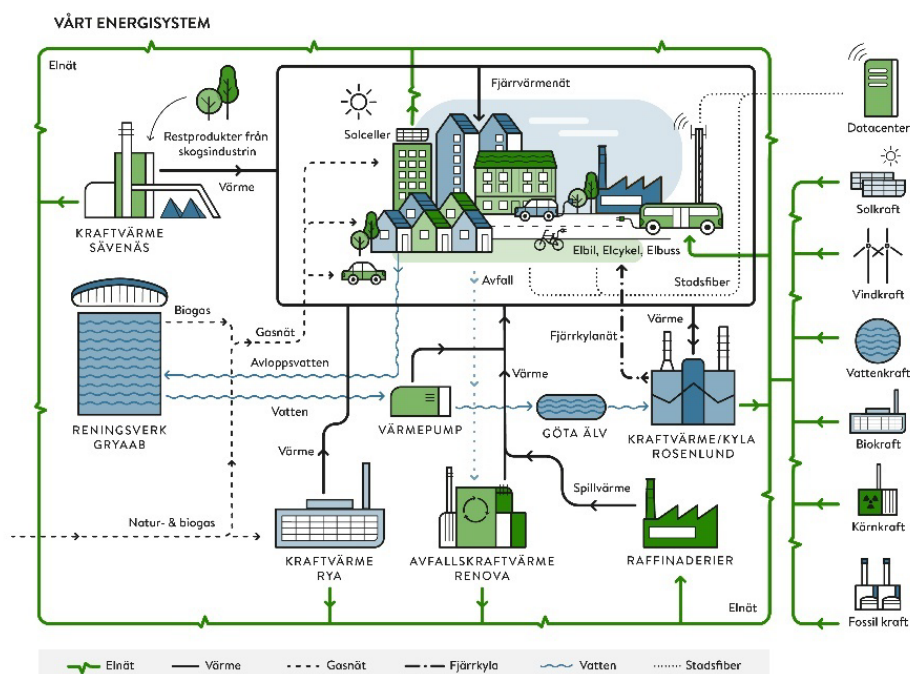 VÅRT ENERGISYSTEM
Elnät
Fjärrvärmenät
Solceller
Restprodukter från
skogsindustrin
Värme
KRAFTVÄRME
SÄVENÄS
Datacenter
Solkraft
Elbil, Elcykel, Elbuss
Avfall
Stadsfiber
Vindkraft
Biogas
Gasnät
Fjärrkylanät
Värme
Avloppsvatten
Värme
Vattenkraft
Vatten
RENINGSVERK
GRYAAB
VÄRMEPUMP
GÖTA ÄLV
KRAFTVÄRME/KYLA
ROSENLUND
Biokraft
Värme
Spillvärme
Natur- & biogas
Kärnkraft
KRAFTVÄRME
RYA
AVFALLSKRAFTVÄRME
RENOVA
RAFFINADERIER
Elnät
Fossil kraft
Elnät
Värme
Gasnät
Fjärrkyla
Vatten
Stadsfiber